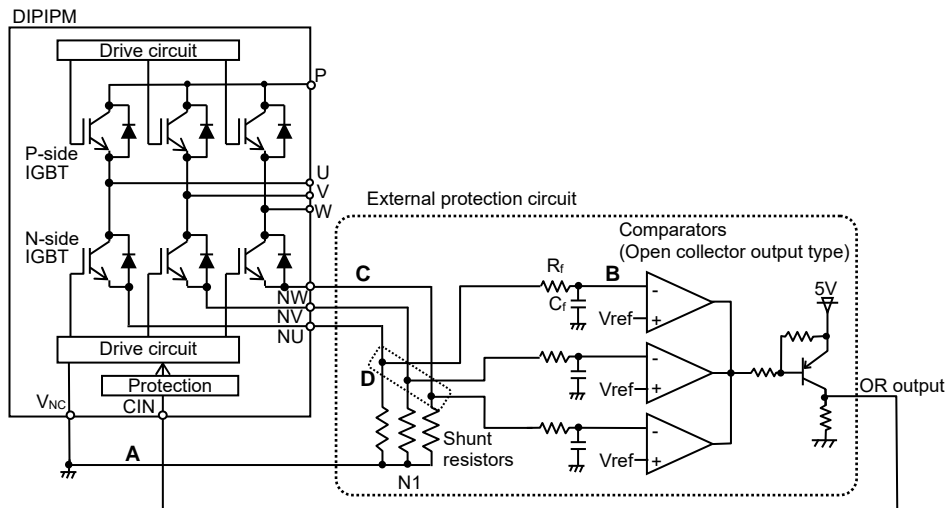 DIPIPM
Drive circuit
P
P-side
IGBT
U
V
W
External protection circuit
Comparators
(Open collector output type)
N-side
IGBT
C
Rf
B
Cf
-
+
Vref
5V
NW
NV
NU
Drive circuit
Protection
D
-
+
Vref
OR output
VNC
CIN
Shunt
resistors
-
+
Vref
A
N1